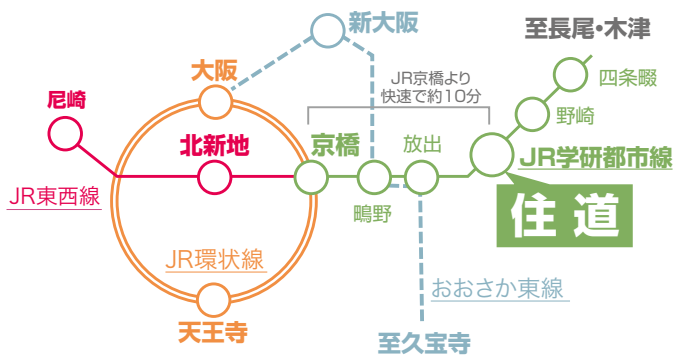 新大阪
至長尾・木津
大阪
JR京橋より
快速で約10分
四条畷
尼崎
野崎
北新地
京橋
放出
JR学研都市線
JR東西線
鴫野
住道
JR環状線
おおさか東線
天王寺
至久宝寺